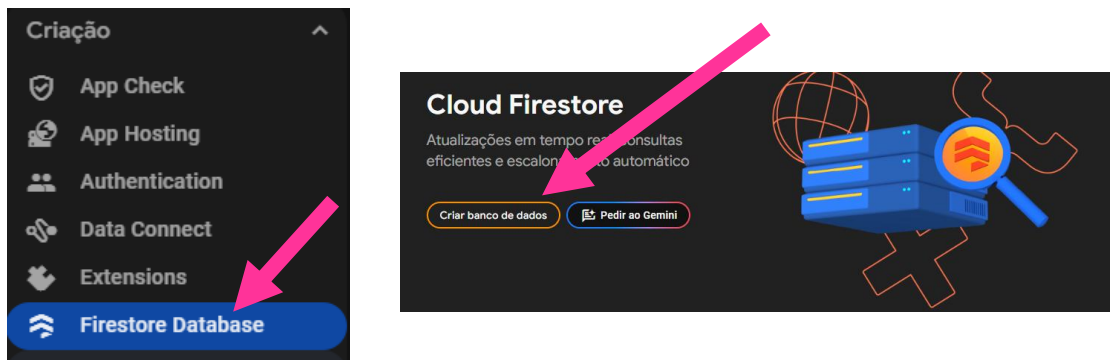 Criação
App Check
App Hosting
Authentication
Data Connect
Extensions
Firestore Database
Cloud Firestore
Atualizações em tempo real, consultas
eficientes e escalonamento automático
Criar banco de dados
Pedir ao Gemini